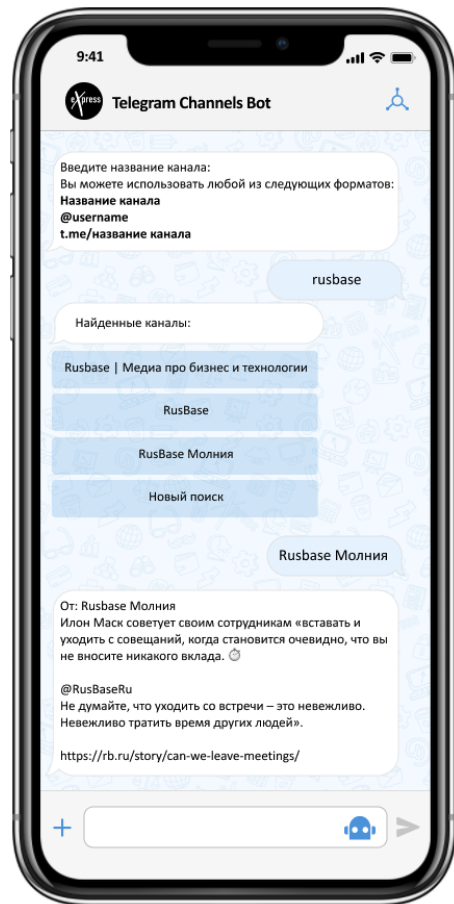 9:41
eXpress
Telegram Channels Bot
Введите название канала:
Вы можете использовать любой из следующих форматов:
Название канала
@username
t.me/название канала
rusbase
Найденные каналы:
Rusbase | Медиа про бизнес и технологии
RusBase
RusBase Молния
Новый поиск
Rusbase Молния
От: Rusbase Молния
Илон Маск советует своим сотрудникам «вставать и
уходить с совещаний, когда становится очевидно, что вы
не вносите никакого вклада. ⏱
@RusBaseRu
Не думайте, что уходить со встречи – это невежливо.
Невежливо тратить время других людей».
https://rb.ru/story/can-we-leave-meetings/